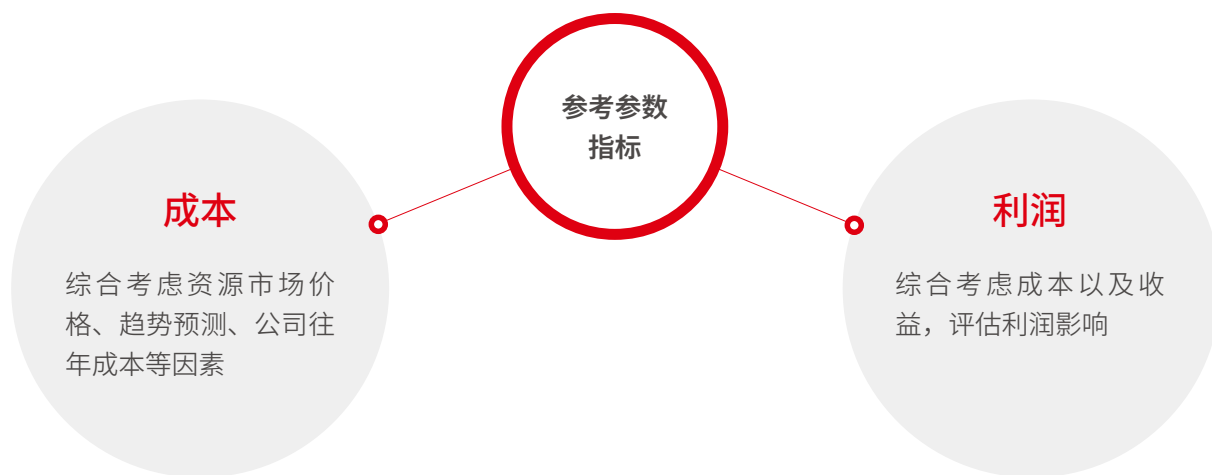 参考参数
指标
成本
综合考虑资源市场价
格、趋势预测、公司往
年成本等因素
利润
综合考虑成本以及收
益，评估利润影响